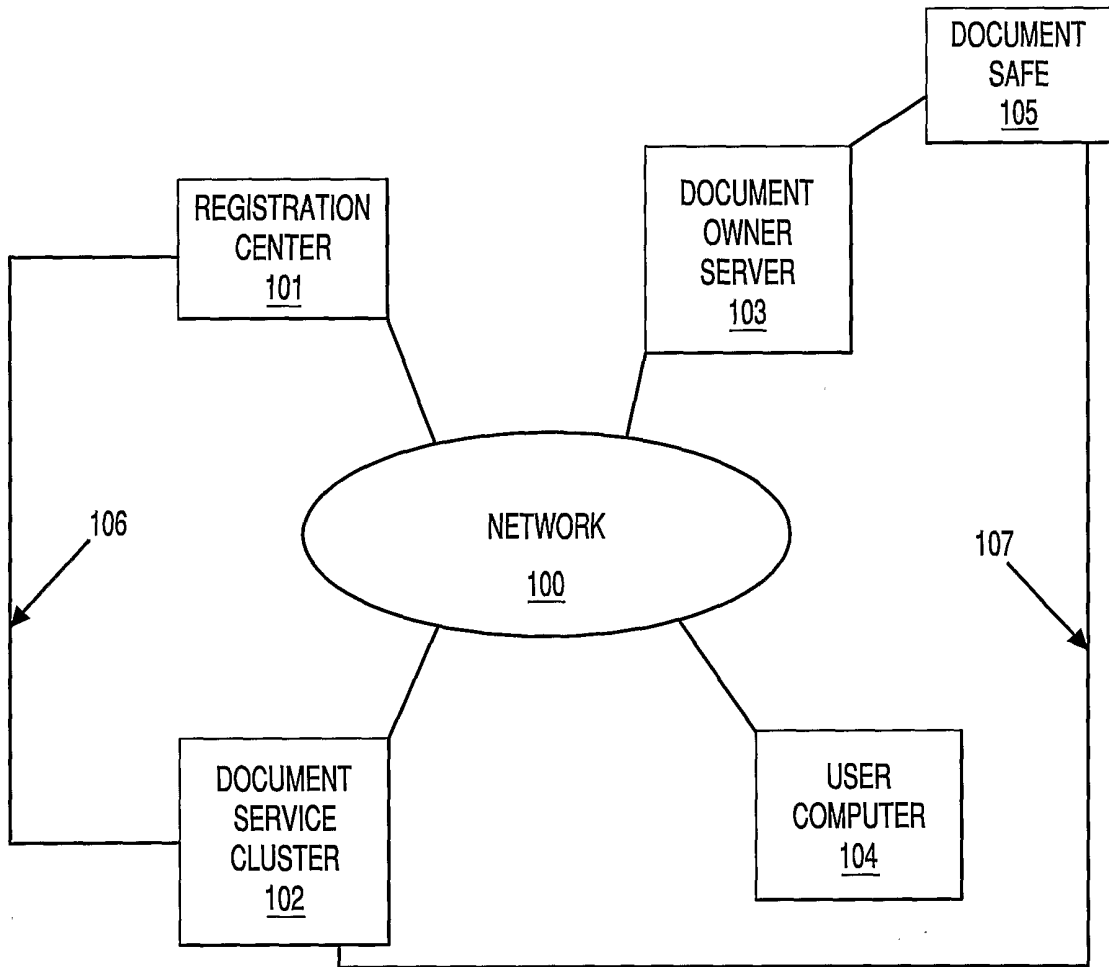 DOCUMENT
SAFE
105
REGISTRATION
CENTER
101
DOCUMENT
OWNER
SERVER
103
106
NETWORK
100
107
DOCUMENT
SERVICE
CLUSTER
102
USER
COMPUTER
104